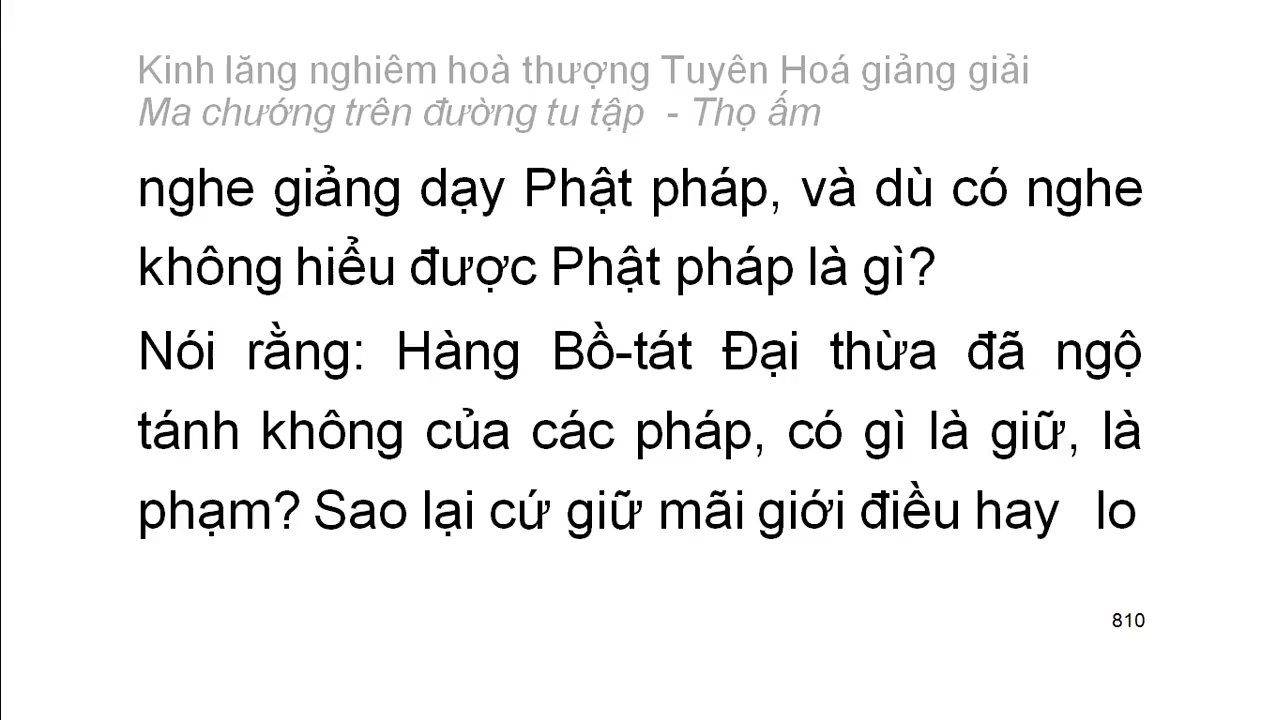 Kinh lăng nghiêm hoà thượng Tuyên Hoá giảng giải
Ma chướng trên đường tu tập - Thọ ấm
nghe giảng dạy Phật pháp, và dù có nghe
không hiểu được Phật pháp là gì?
Nói rằng: Hàng Bồ-tát Đại thừa đã ngộ
tánh không của các pháp, có gì là giữ, là
phạm? Sao lại cứ giữ mãi giới điều hay lo
810